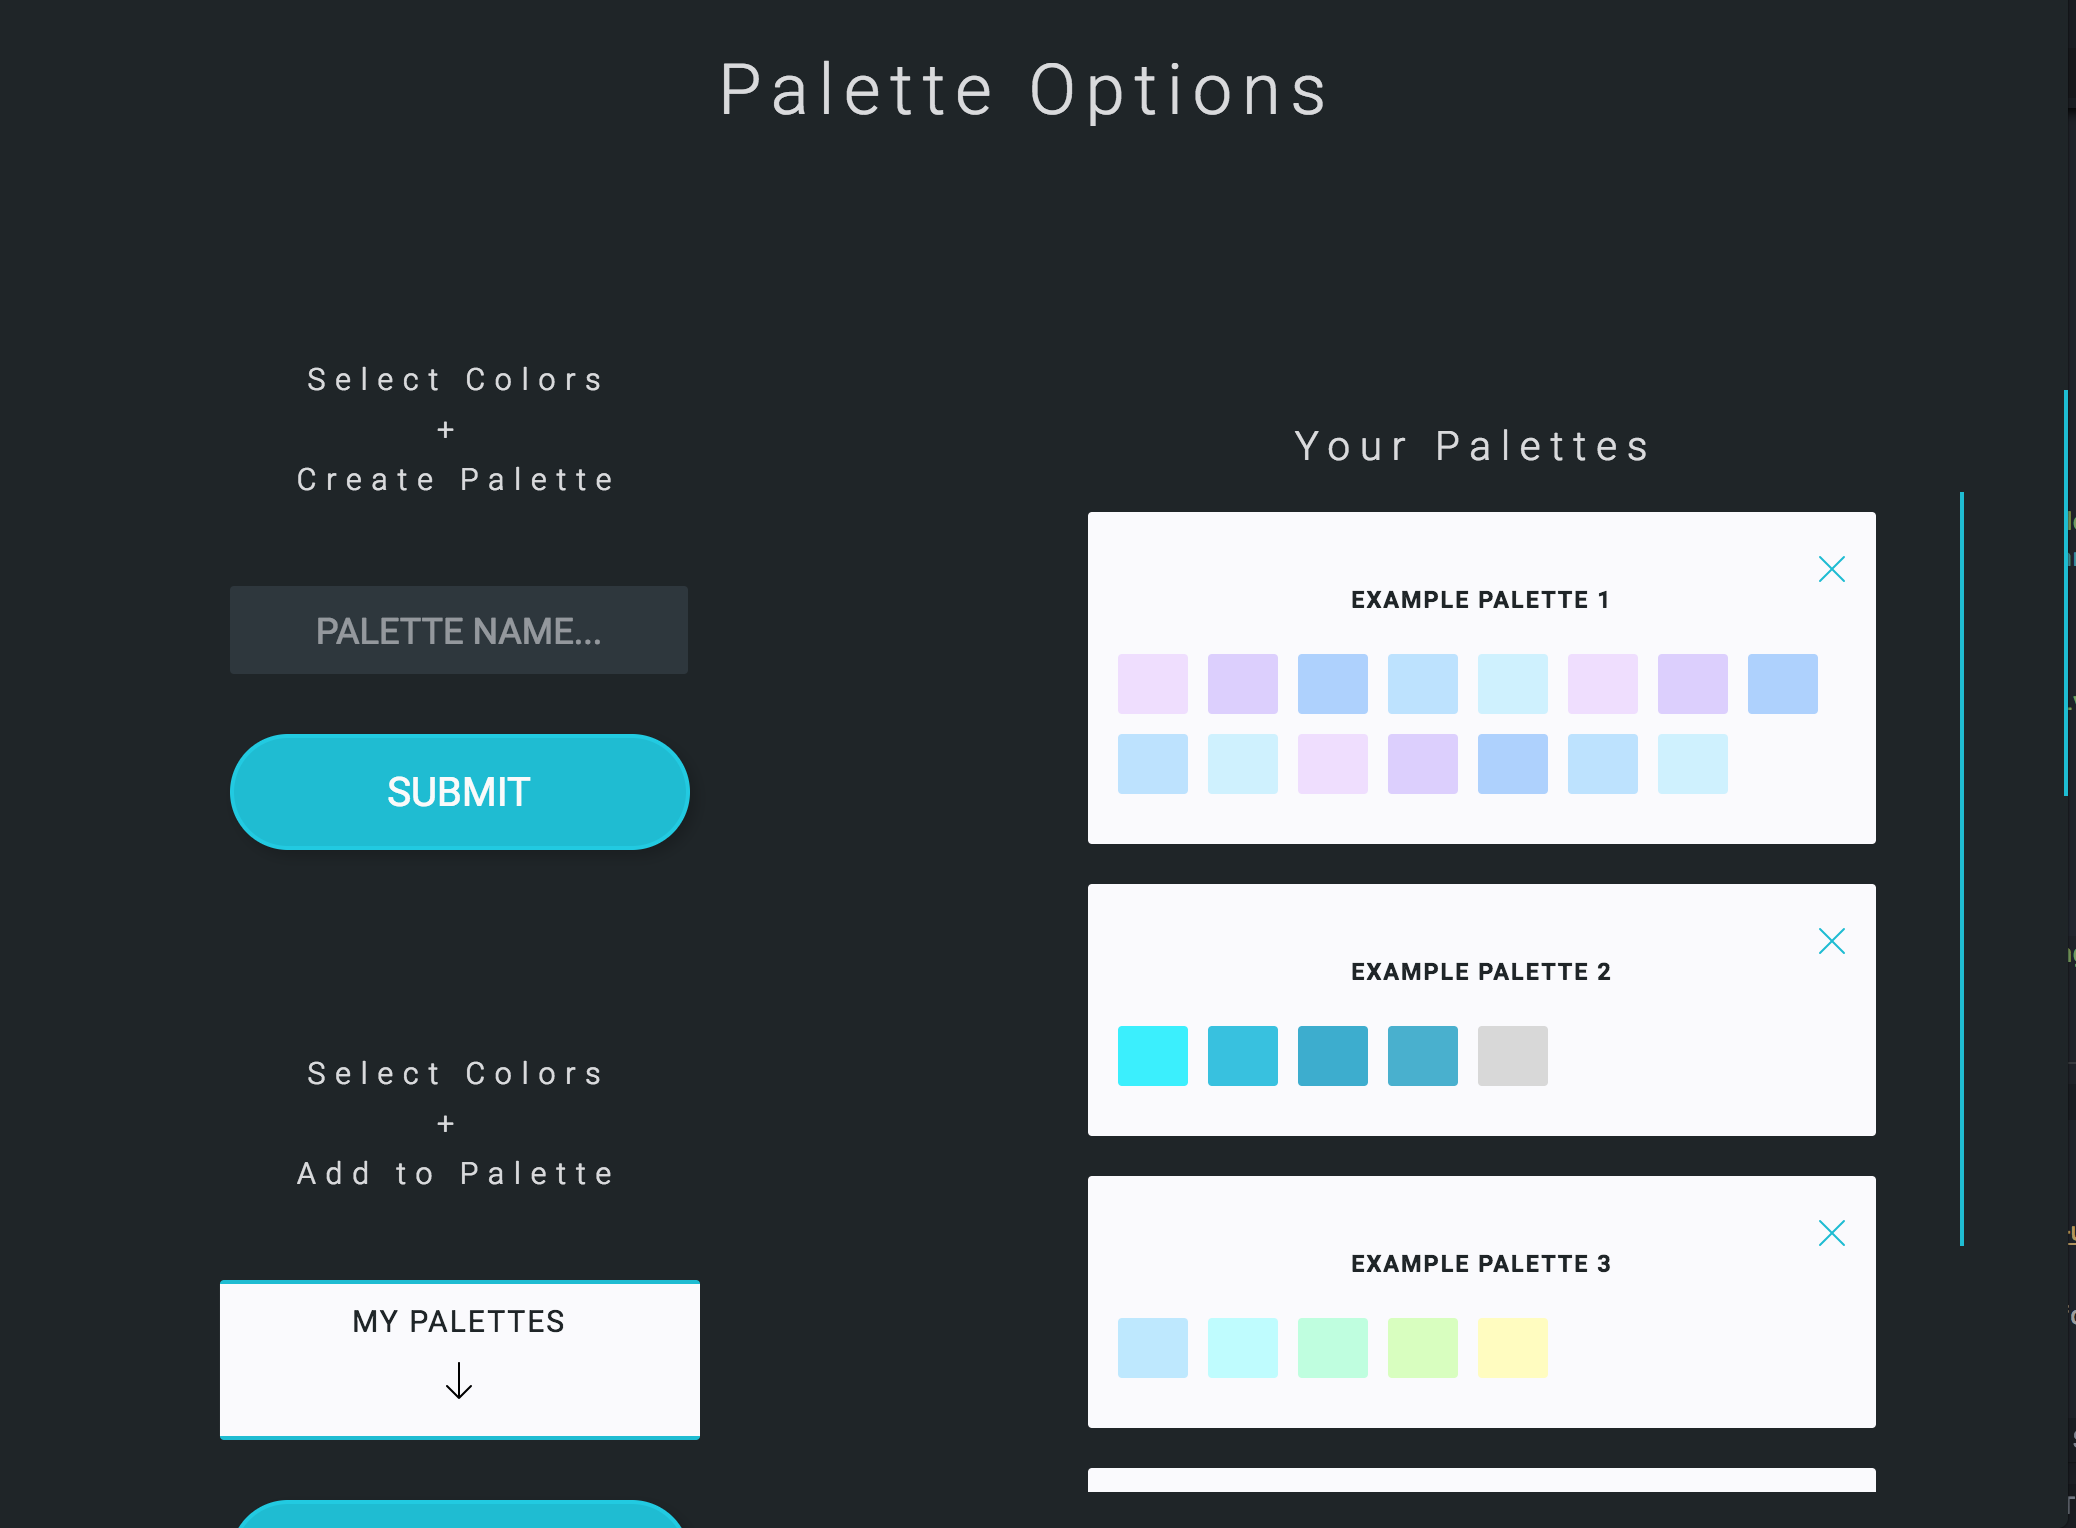 Palette Options
Select Colors
+
Create Palette
PALETTE NAME...
SUBMIT
Select Colors
+
Add to Palette
MY PALETTES
Your Palettes
EXAMPLE PALETTE 1
EXAMPLE PALETTE 2
EXAMPLE PALETTE 3